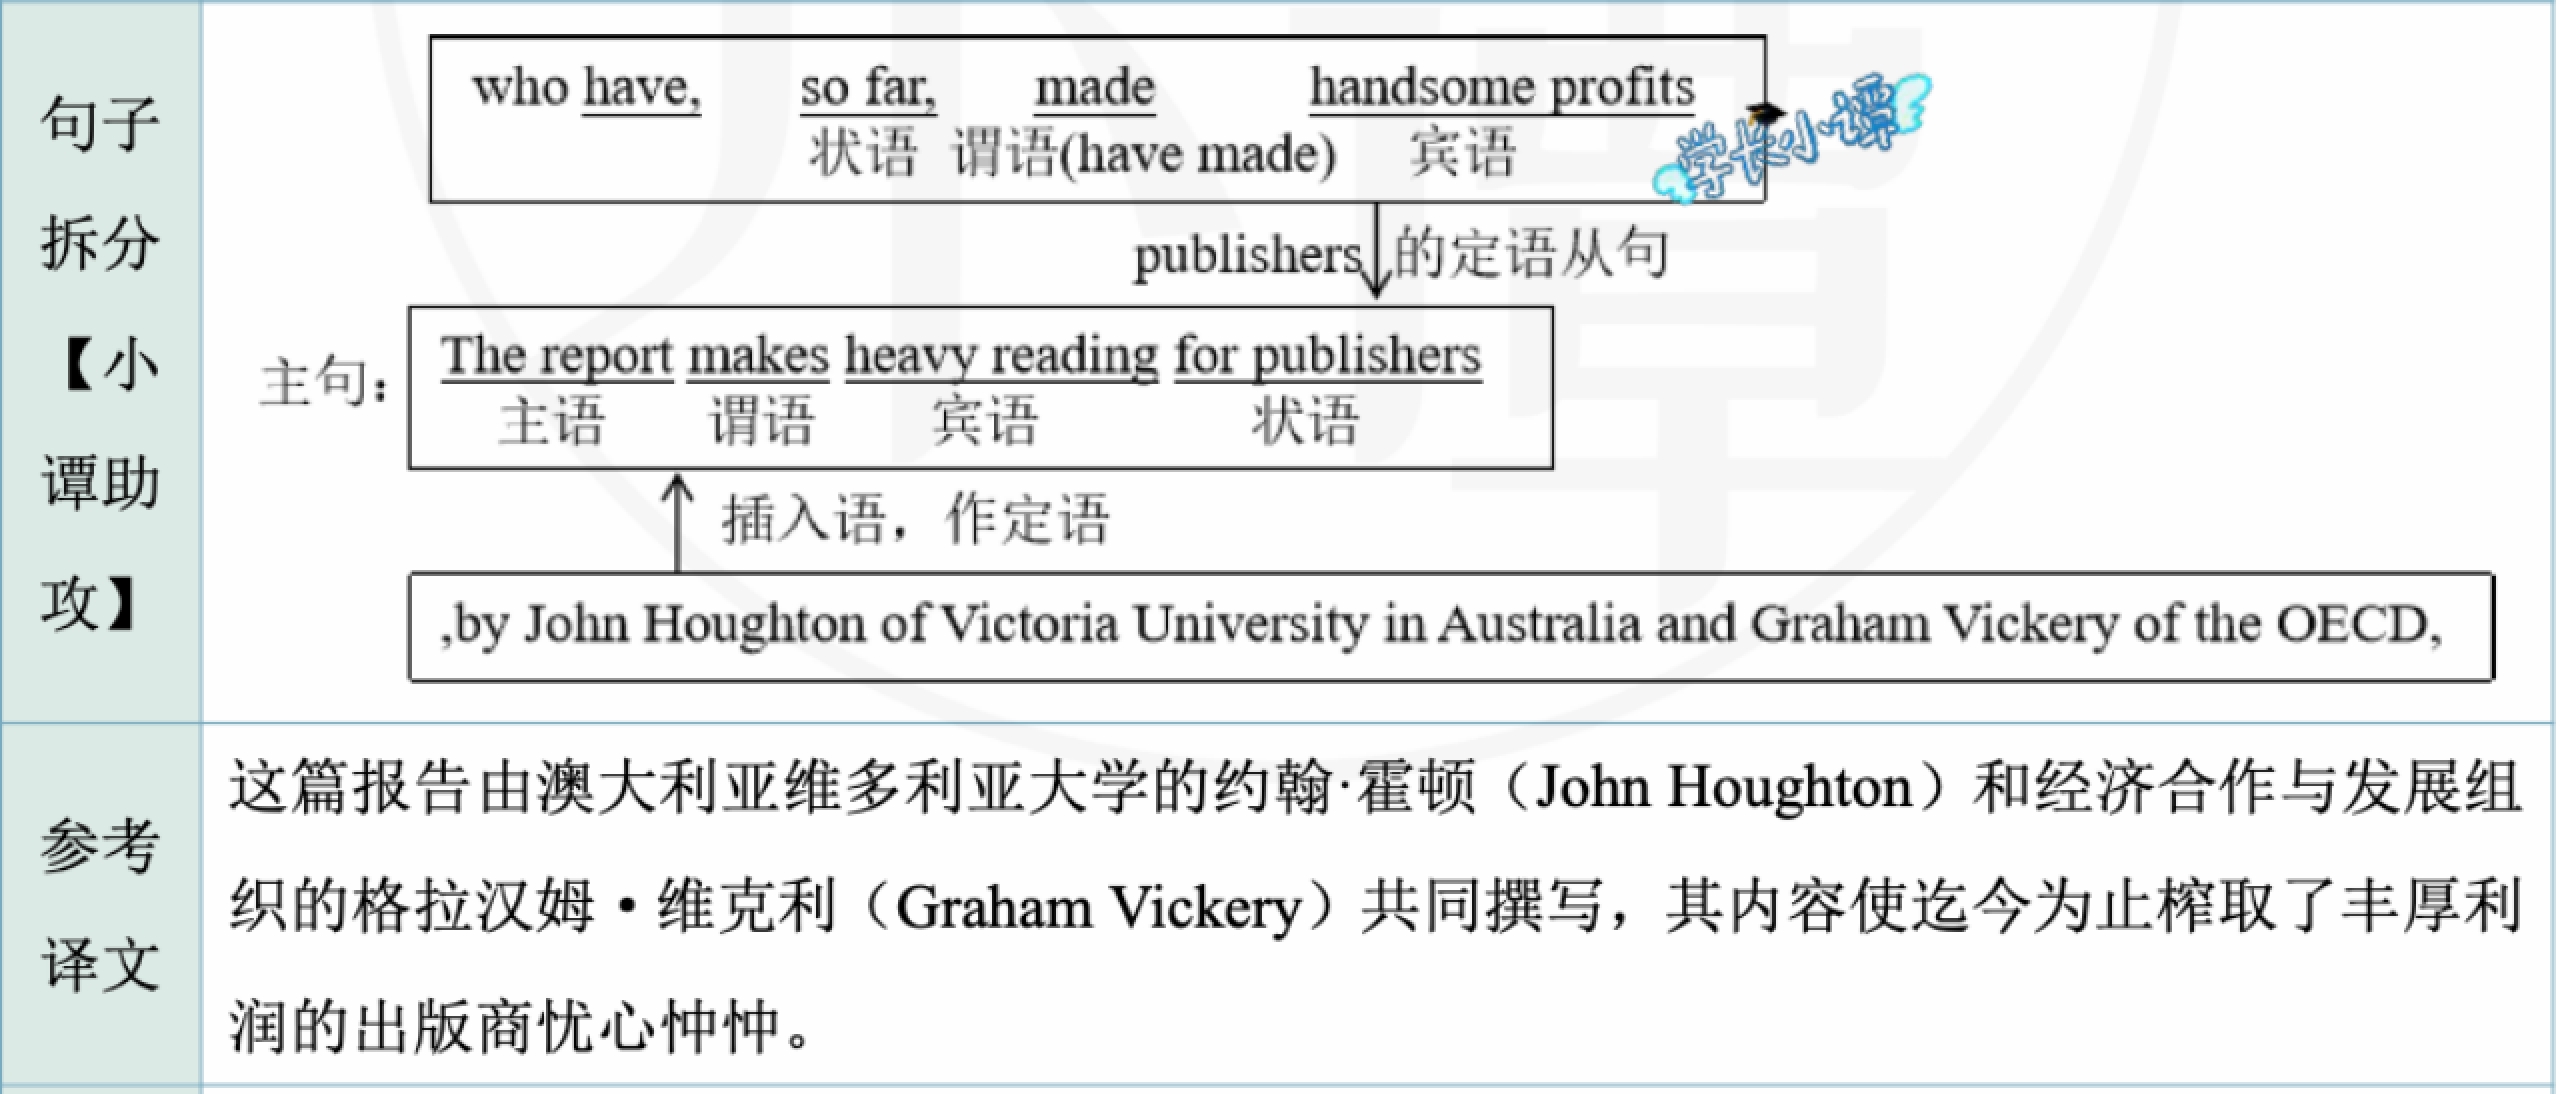 句子
拆分
【小
谭助
攻】
who have, so far, made handsome profits
状语 谓语(have made) 宾语
学长小谭
publishers 的定语从句
主句：
The report makes heavy reading for publishers
主语 谓语 宾语 状语
插入语，作定语
,by John Houghton of Victoria University in Australia and Graham Vickery of the OECD,
参考
译文
这篇报告由澳大利亚维多利亚大学的约翰·霍顿（John Houghton）和经济合作与发展组
织的格拉汉姆·维克利（Graham Vickery）共同撰写，其内容使迄今为止榨取了丰厚利
润的出版商忧心忡忡。